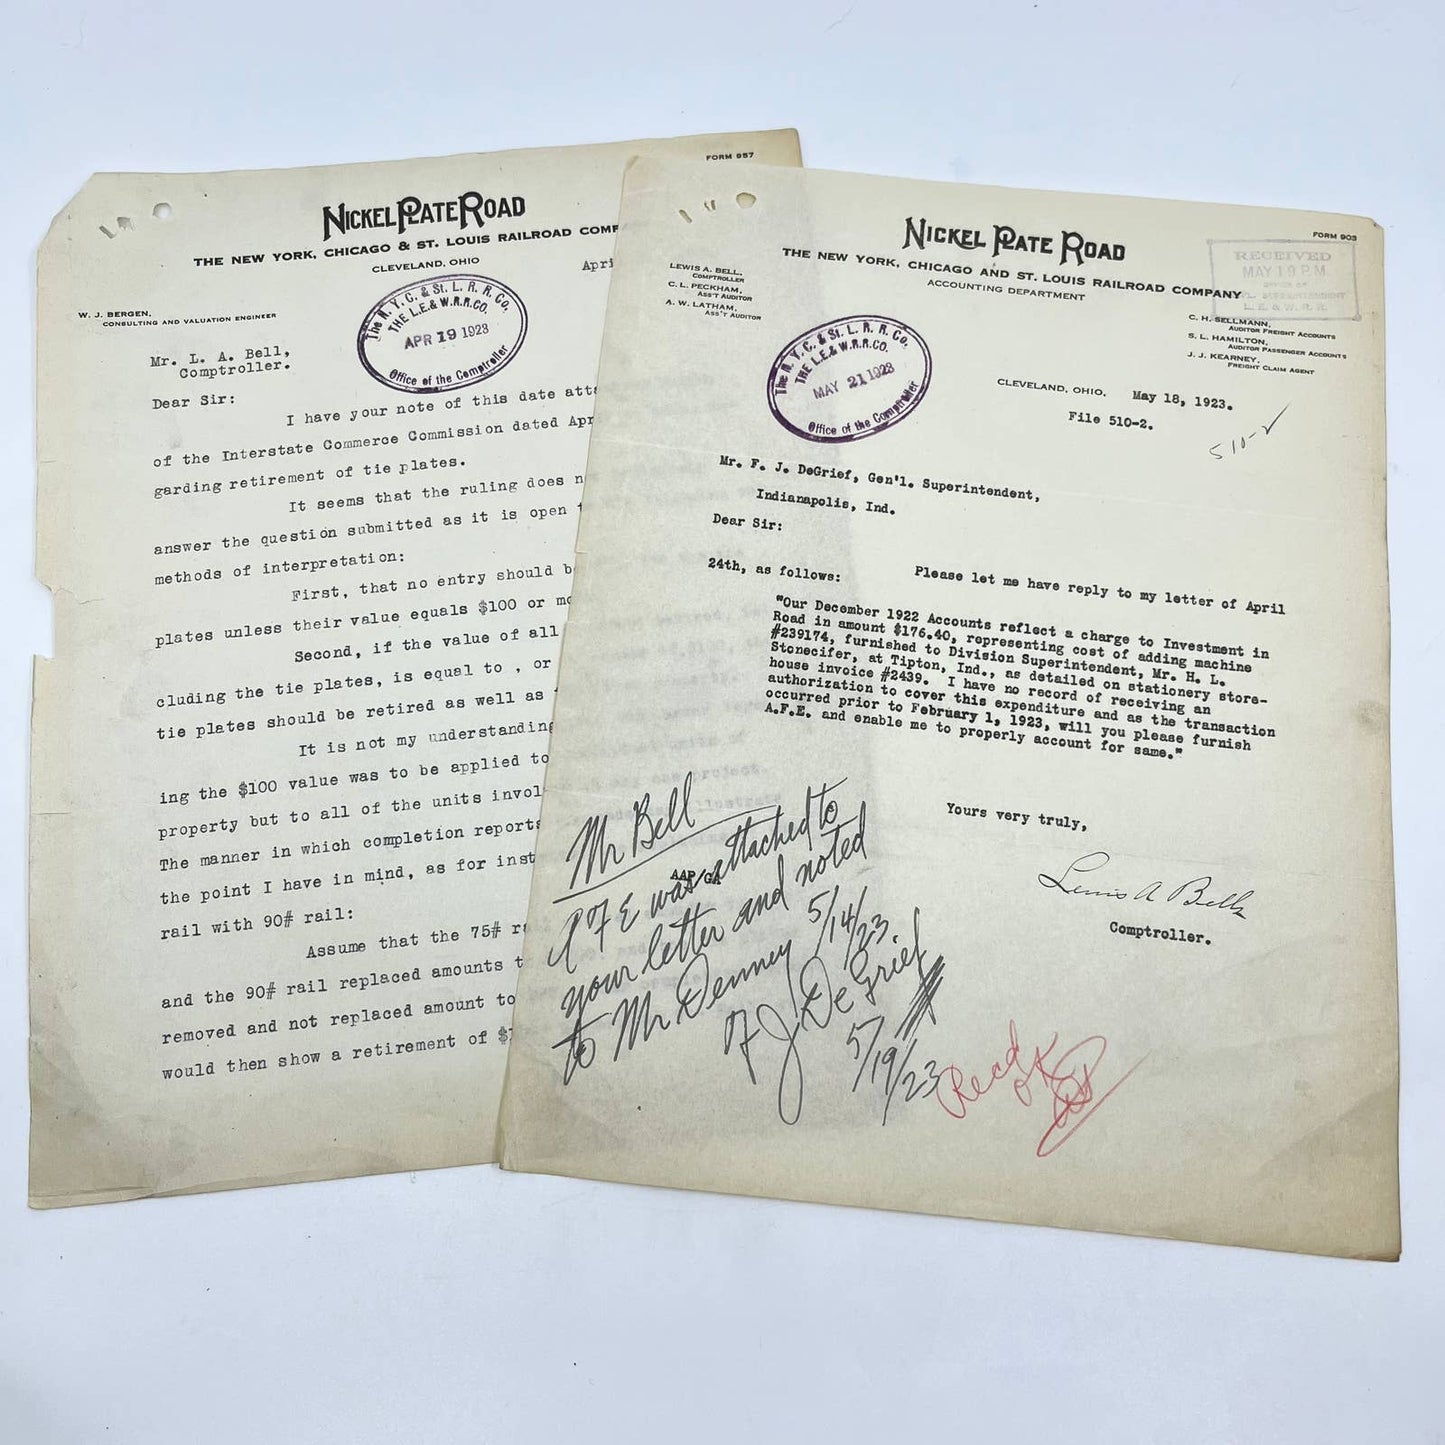 FORM 957
NICKEL PLATE ROAD
THE NEW YORK, CHICAGO & ST. LOUIS RAILROAD COMP
CLEVELAND, OHIO
Apri
W. J. BERGEN,
CONSULTING AND VALUATION ENGINEER
The N. Y. C. & St. L. R. R. Co.
THE L.E.& W.R.R.CO.
APR 19 1923
Office of the Comptroller
Mr. L. A. Bell,
Comptroller.
Dear Sir:
I have your note of this date atta
of the Interstate Commerce Commission dated Apr
garding retirement of tie plates.
It seems that the ruling does n
answer the question submitted as it is open t
methods of interpretation:
First, that no entry should b
plates unless their value equals $100 or mo
Second, if the value of all
cluding the tie plates, is equal to , or
tie plates should be retired as well as
It is not my understanding
ing the $100 value was to be applied to
property but to all of the units invol
The manner in which completion reports
the point I have in mind, as for inst
rail with 90# rail:
Assume that the 75# r
and the 90# rail replaced amounts t
removed and not replaced amount to
would then show a retirement of $
FORM 903
NICKEL PLATE ROAD
THE NEW YORK, CHICAGO AND ST. LOUIS RAILROAD COMPANY
ACCOUNTING DEPARTMENT
LEWIS A. BELL,
COMPTROLLER
C. L. PECKHAM,
ASS'T AUDITOR
A. W. LATHAM,
ASS'T AUDITOR
RECEIVED
MAY 19 P.M.
OFFICE OF
SUPERINTENDENT
L. E. & W. R. R.
C. H. SELLMANN,
AUDITOR FREIGHT ACCOUNTS
S. L. HAMILTON,
AUDITOR PASSENGER ACCOUNTS
J. J. KEARNEY,
FREIGHT CLAIM AGENT
The N. Y. C. & St. L. R. R. Co.
THE L.E.& W.R.R.CO.
MAY 21 1923
Office of the Comptroller
CLEVELAND, OHIO, May 18, 1923.
File 510-2.
510-2
Mr. F. J. DeGrief, Gen'l. Superintendent,
Indianapolis, Ind.
Dear Sir:
Please let me have reply to my letter of April
24th, as follows:
"Our December 1922 Accounts reflect a charge to Investment in
Road in amount $176.40, representing cost of adding machine
#239174, furnished to Division Superintendent, Mr. H. L.
Stonecifer, at Tipton, Ind., as detailed on stationery store-
house invoice #2439. I have no record of receiving an
authorization to cover this expenditure and as the transaction
occurred prior to February 1, 1923, will you please furnish
A.F.E. and enable me to properly account for same."
Yours very truly,
Lewis A Bell
Comptroller.
AAP GA
Mr Bell
A F E was attached to
your letter and noted
to Mr Denney 5/14/23.
F J DeGrief
5/19/23
Recd
OK